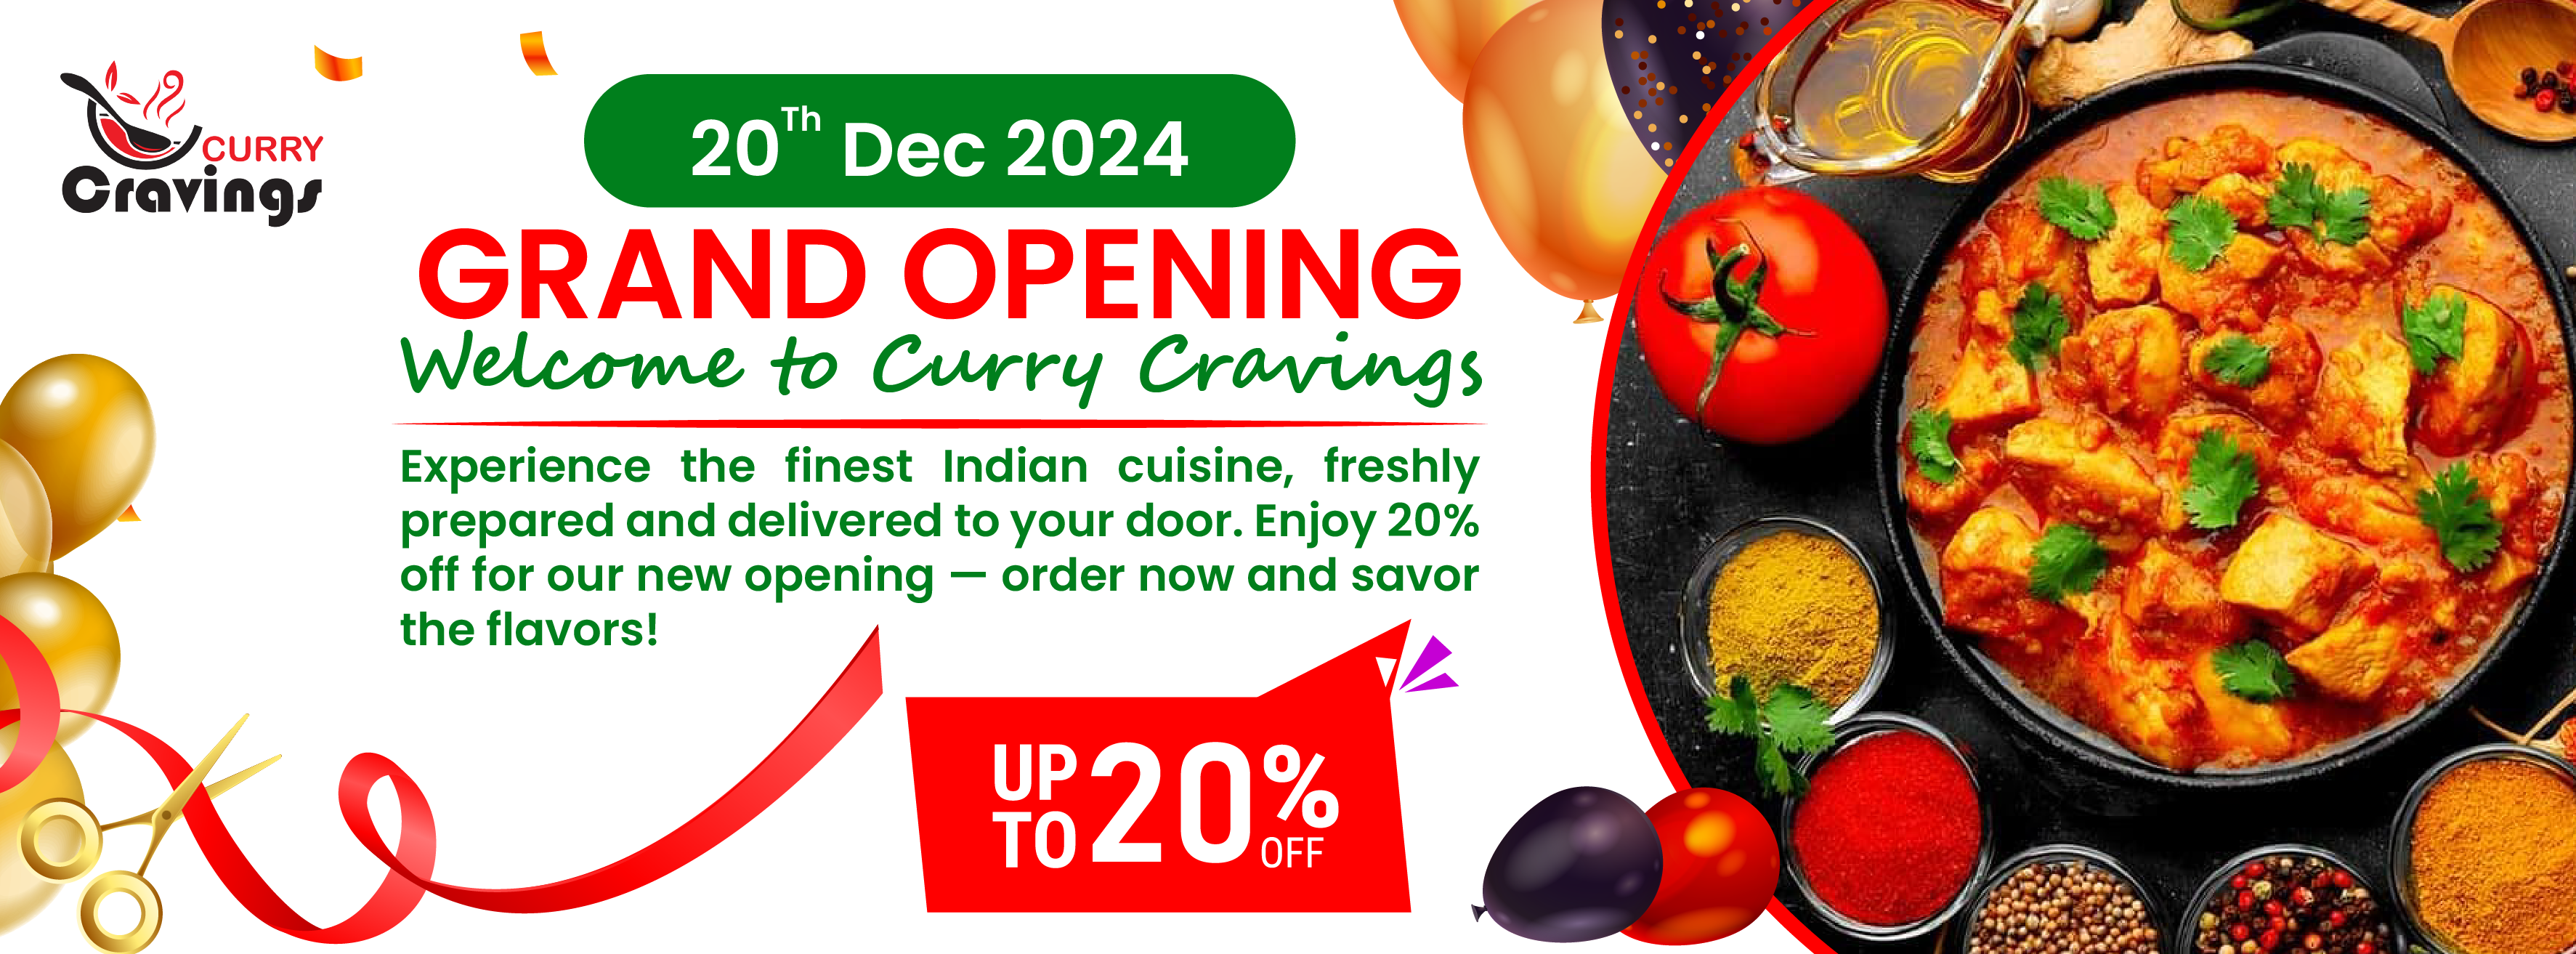 CURRY
Cravings
20Th Dec 2024
GRAND OPENING
Welcome to Curry Cravings
Experience the finest Indian cuisine, freshly
prepared and delivered to your door. Enjoy 20%
off for our new opening — order now and savor
the flavors!
UP
TO 20%
OFF